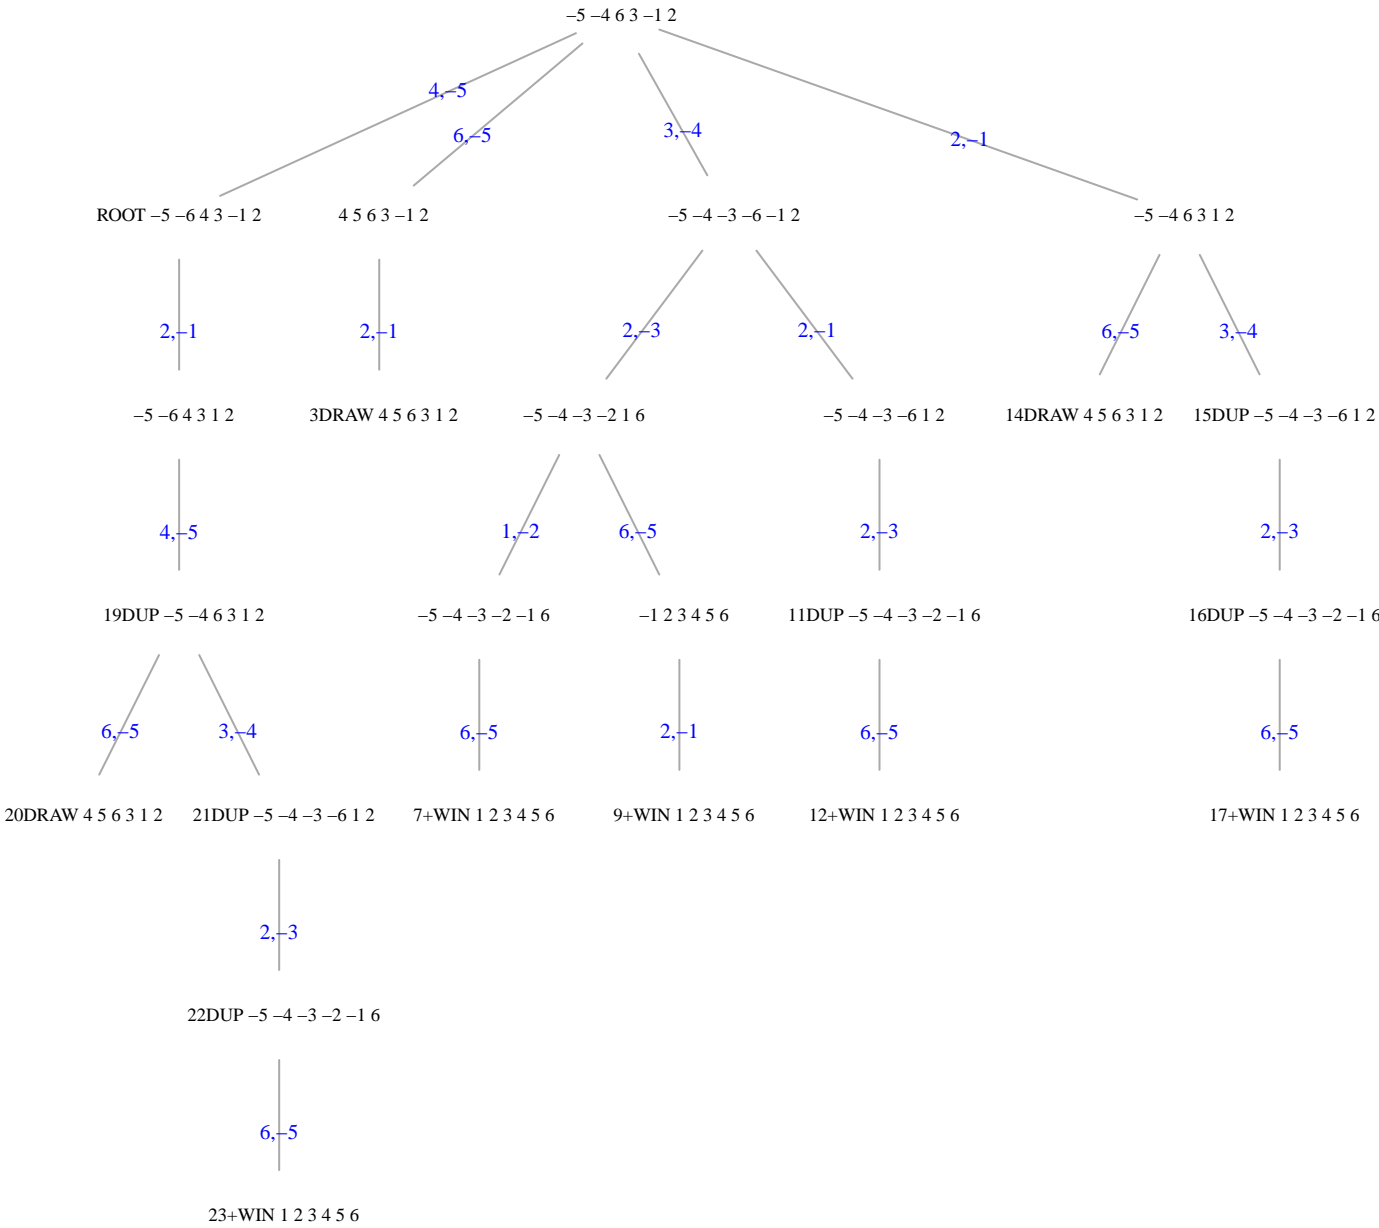 –5 –4 6 3 –1 2
4,–5
6,–5
3,–4
2,–1
ROOT –5 –6 4 3 –1 2
4 5 6 3 –1 2
–5 –4 –3 –6 –1 2
–5 –4 6 3 1 2
2,–1
2,–1
2,–3
2,–1
6,–5
3,–4
–5 –6 4 3 1 2
3DRAW 4 5 6 3 1 2
–5 –4 –3 –2 1 6
–5 –4 –3 –6 1 2
14DRAW 4 5 6 3 1 2
15DUP –5 –4 –3 –6 1 2
4,–5
1,–2
6,–5
2,–3
2,–3
19DUP –5 –4 6 3 1 2
–5 –4 –3 –2 –1 6
–1 2 3 4 5 6
11DUP –5 –4 –3 –2 –1 6
16DUP –5 –4 –3 –2 –1 6
6,–5
3,–4
6,–5
2,–1
6,–5
6,–5
20DRAW 4 5 6 3 1 2
21DUP –5 –4 –3 –6 1 2
7+WIN 1 2 3 4 5 6
9+WIN 1 2 3 4 5 6
12+WIN 1 2 3 4 5 6
17+WIN 1 2 3 4 5 6
2,–3
22DUP –5 –4 –3 –2 –1 6
6,–5
23+WIN 1 2 3 4 5 6